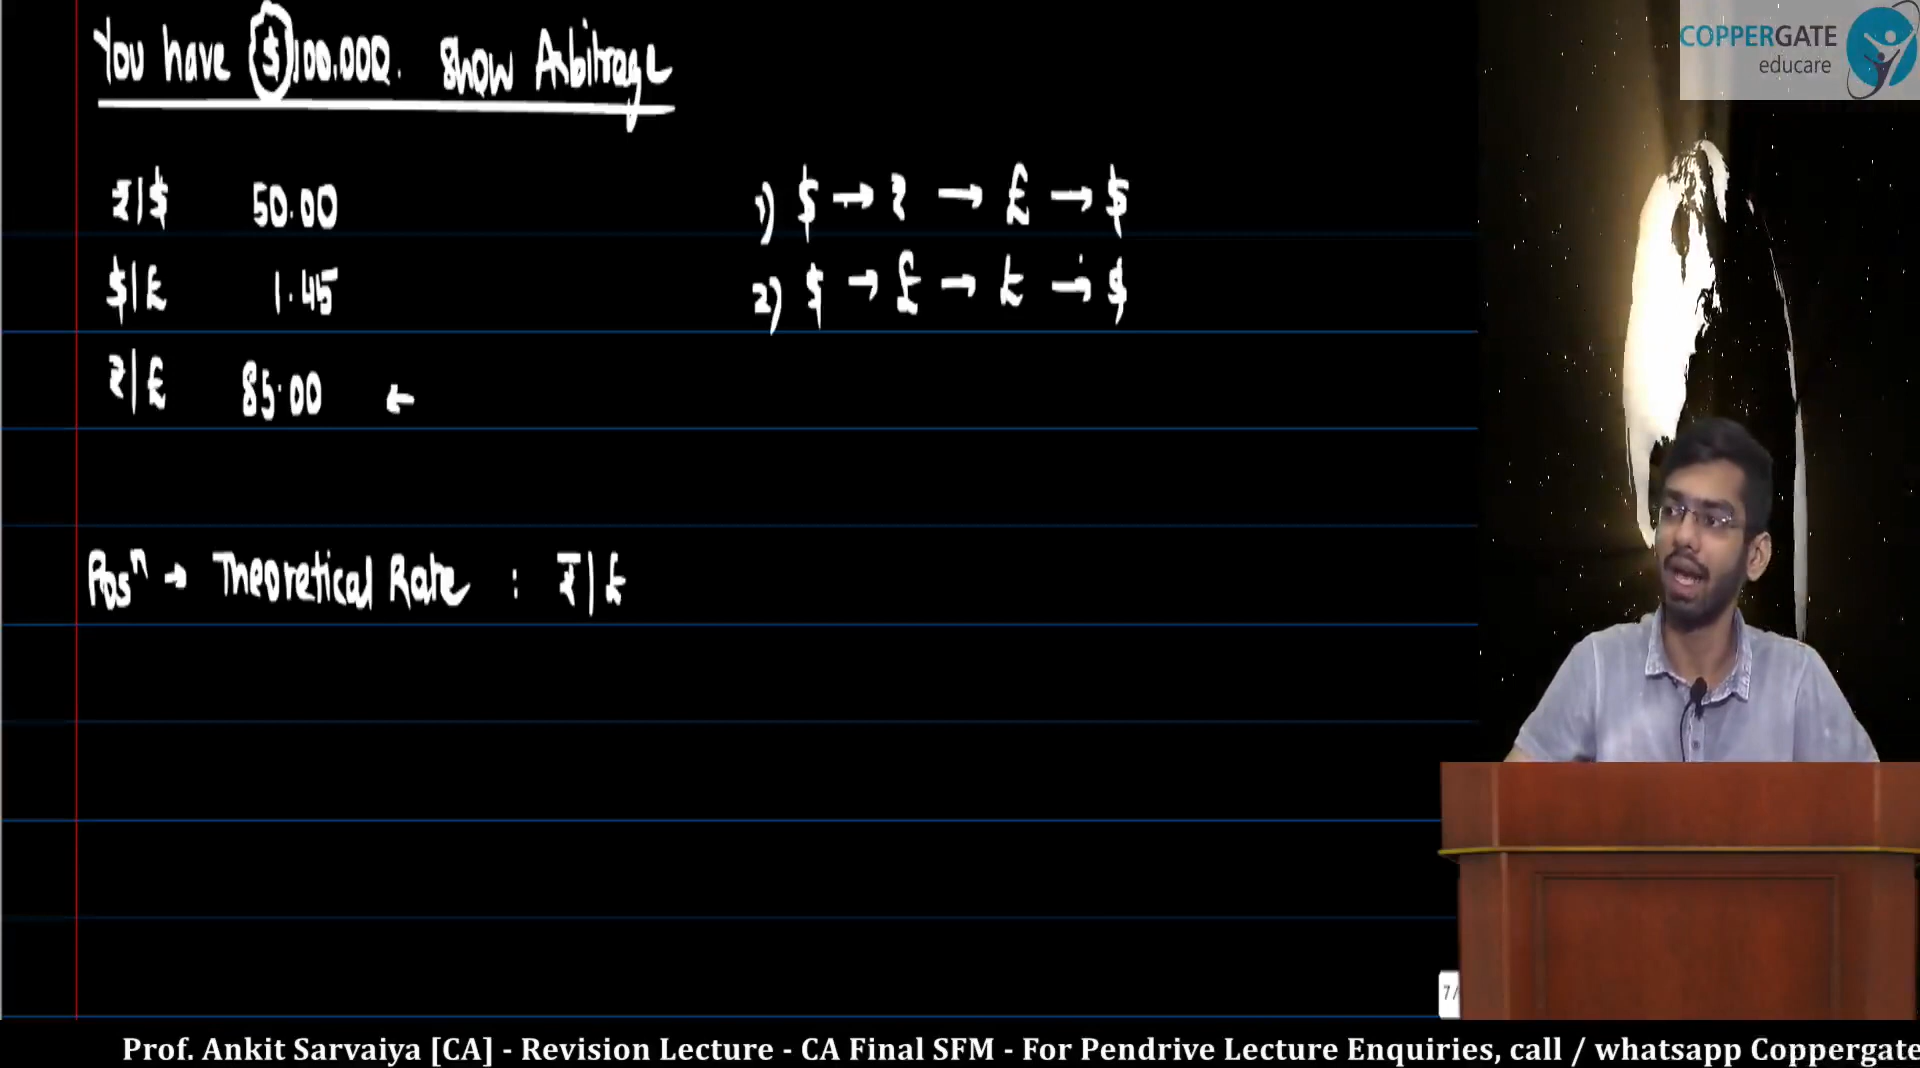 You have $100.000. Show Arbitrage
COPPERGATE
educare
₹|$ 50.00
$|£ 1.45
₹|£ 85.00 ←
1) $ → ₹ → £ → $
2) $ → £ → ₹ → $
Posⁿ → Theoretical Rate : ₹|£
7/
Prof. Ankit Sarvaiya [CA] - Revision Lecture - CA Final SFM - For Pendrive Lecture Enquiries, call / whatsapp Coppergate